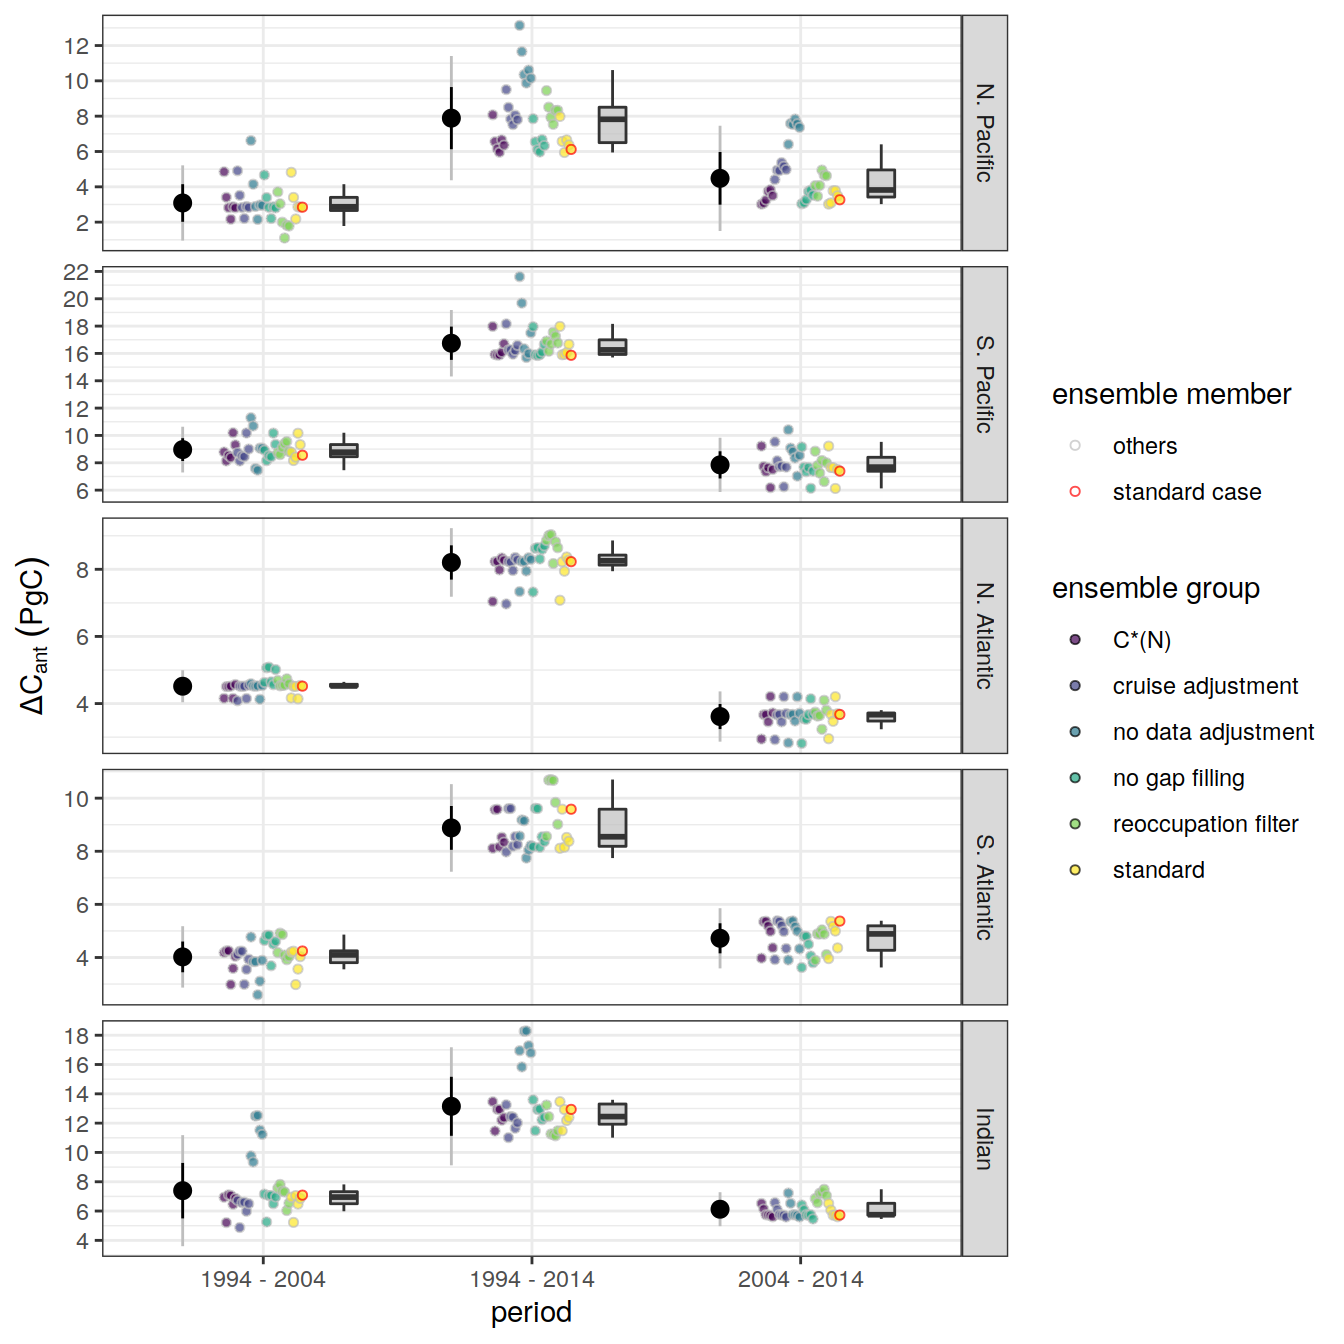 12
10
8
6
4
2
N. Pacific
22
20
18
16
14
12
10
8
6
S. Pacific
8
6
4
N. Atlantic
10
8
6
4
S. Atlantic
18
16
14
12
10
8
6
4
Indian
ΔCant (PgC)
1994 - 2004
1994 - 2014
2004 - 2014
period
ensemble member
others
standard case
ensemble group
C*(N)
cruise adjustment
no data adjustment
no gap filling
reoccupation filter
standard